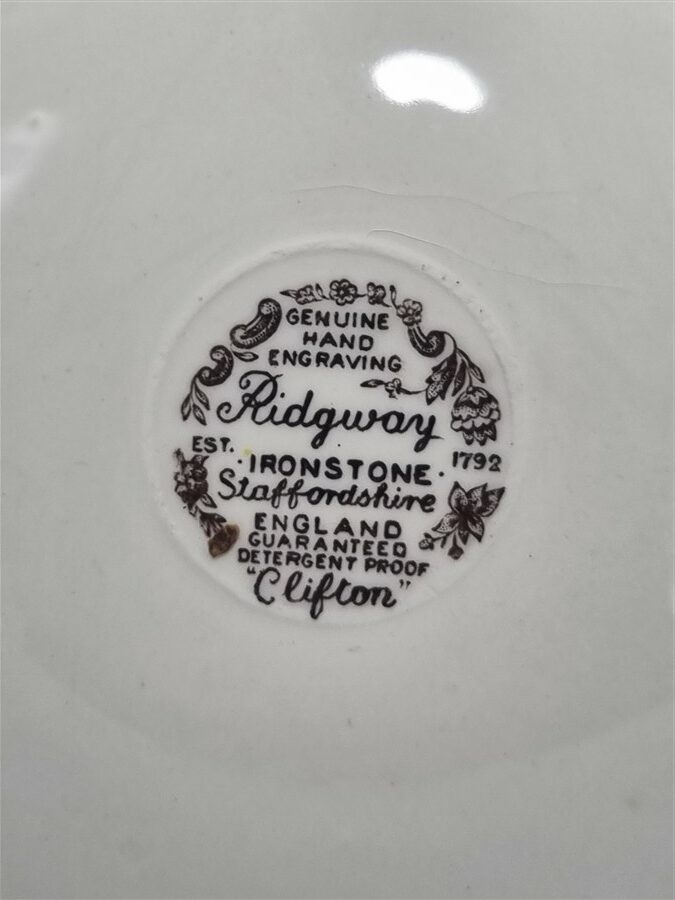 GENUINE
HAND
ENGRAVING
Ridgway
EST. 1792
·IRONSTONE·
Staffordshire
ENGLAND
GUARANTEED
DETERGENT PROOF
"Clifton"